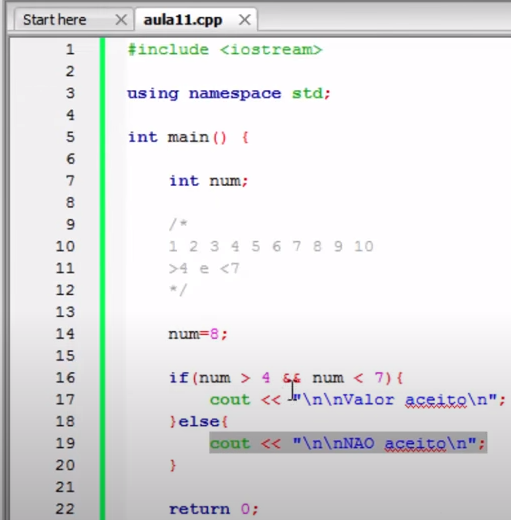 Start here aula11.cpp
1 #include <iostream>
2
3 using namespace std;
4
5 int main() {
6
7 int num;
8
9 /*
10 1 2 3 4 5 6 7 8 9 10
11 >4 e <7
12 */
13
14 num=8;
15
16 if(num > 4 && num < 7){
17 cout << "\n\nValor aceito\n";
18 }else{
19 cout << "\n\nNAO aceito\n";
20 }
21
22 return 0;